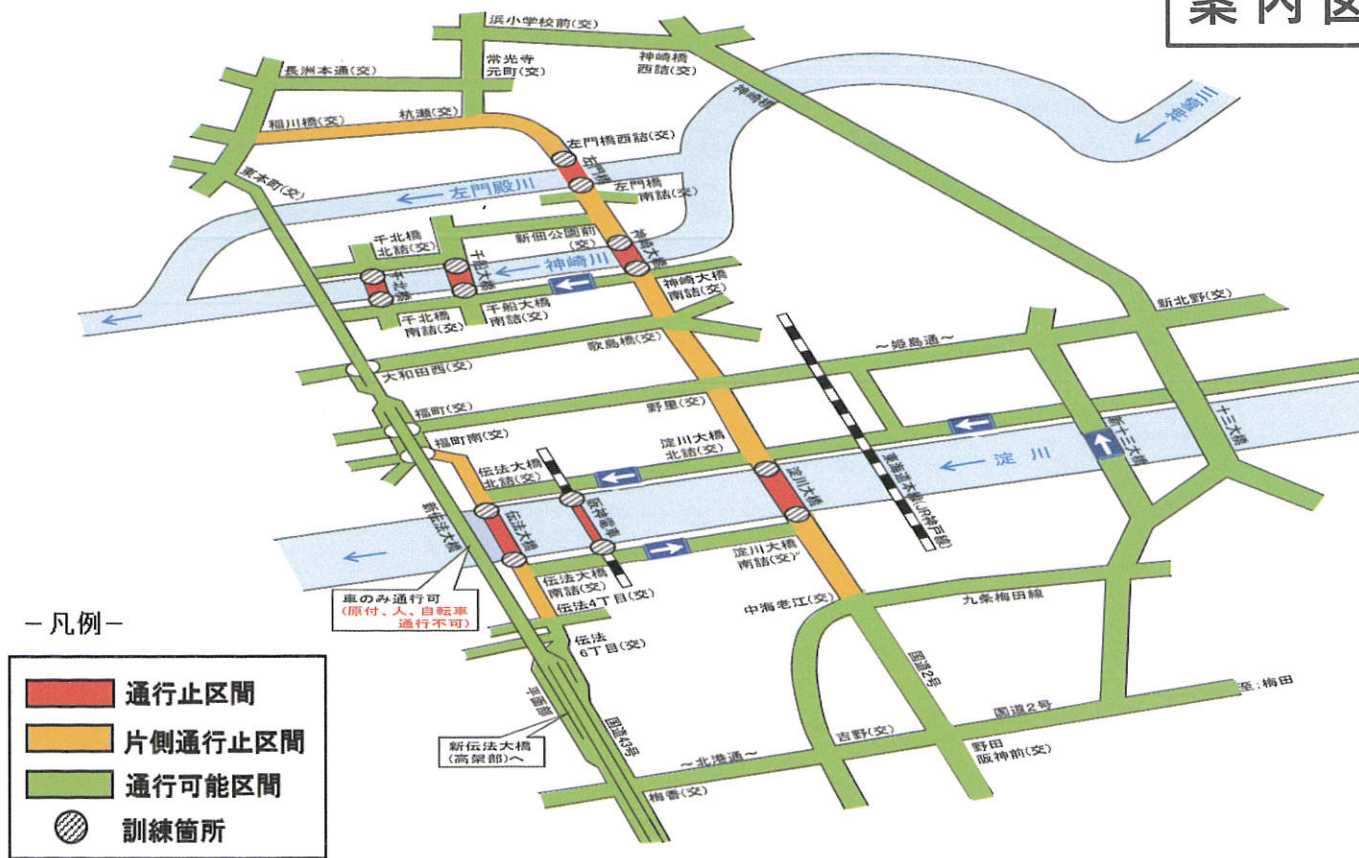 案内図
浜小学校前(交)
神崎橋
西詰(交)
常光寺
元町(交)
長洲本通(交)
神崎橋
神崎川
稲川橋(交)
杭瀬(交)
左門橋西詰(交)
左門橋
左門橋
南詰(交)
東本町(交)
左門殿川
千北橋
北詰(交)
新佃公園前
(交)
神崎大橋
神崎川
千船大橋
千北橋
神崎大橋
南詰(交)
千北橋
南詰(交)
千船大橋
南詰(交)
新北野(交)
歌島橋(交)
～姫島通～
大和田西(交)
福町(交)
野里(交)
福町南(交)
淀川大橋
北詰(交)
伝法大橋
北詰(交)
新十三大橋
十三大橋
淀川
東海道本線(JR神戸線)
淀川大橋
阪神電車
伝法大橋
新伝法大橋
淀川大橋
南詰(交)
伝法大橋
南詰(交)
車のみ通行可
(原付、人、自転車
通行不可)
伝法4丁目(交)
中海老江(交)
九条梅田線
伝法
6丁目(交)
国道2号
平面部
国道43号
新伝法大橋
(高架部)へ
至:梅田
国道2号
吉野(交)
野田
阪神前(交)
～北港通～
梅香(交)
－凡例－
通行止区間
片側通行止区間
通行可能区間
訓練箇所